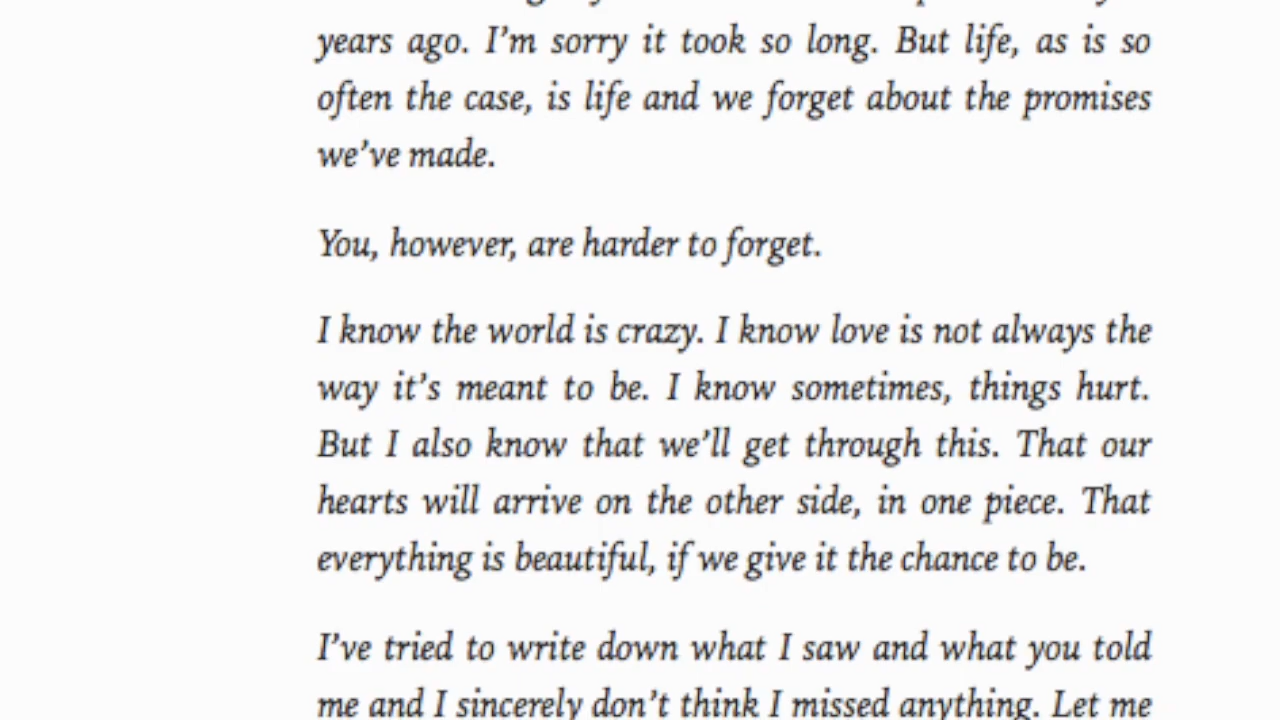 years ago. I'm sorry it took so long. But life, as is so
often the case, is life and we forget about the promises
we've made.
You, however, are harder to forget.
I know the world is crazy. I know love is not always the
way it's meant to be. I know sometimes, things hurt.
But I also know that we'll get through this. That our
hearts will arrive on the other side, in one piece. That
everything is beautiful, if we give it the chance to be.
I've tried to write down what I saw and what you told
me and I sincerely don't think I missed anything. Let me